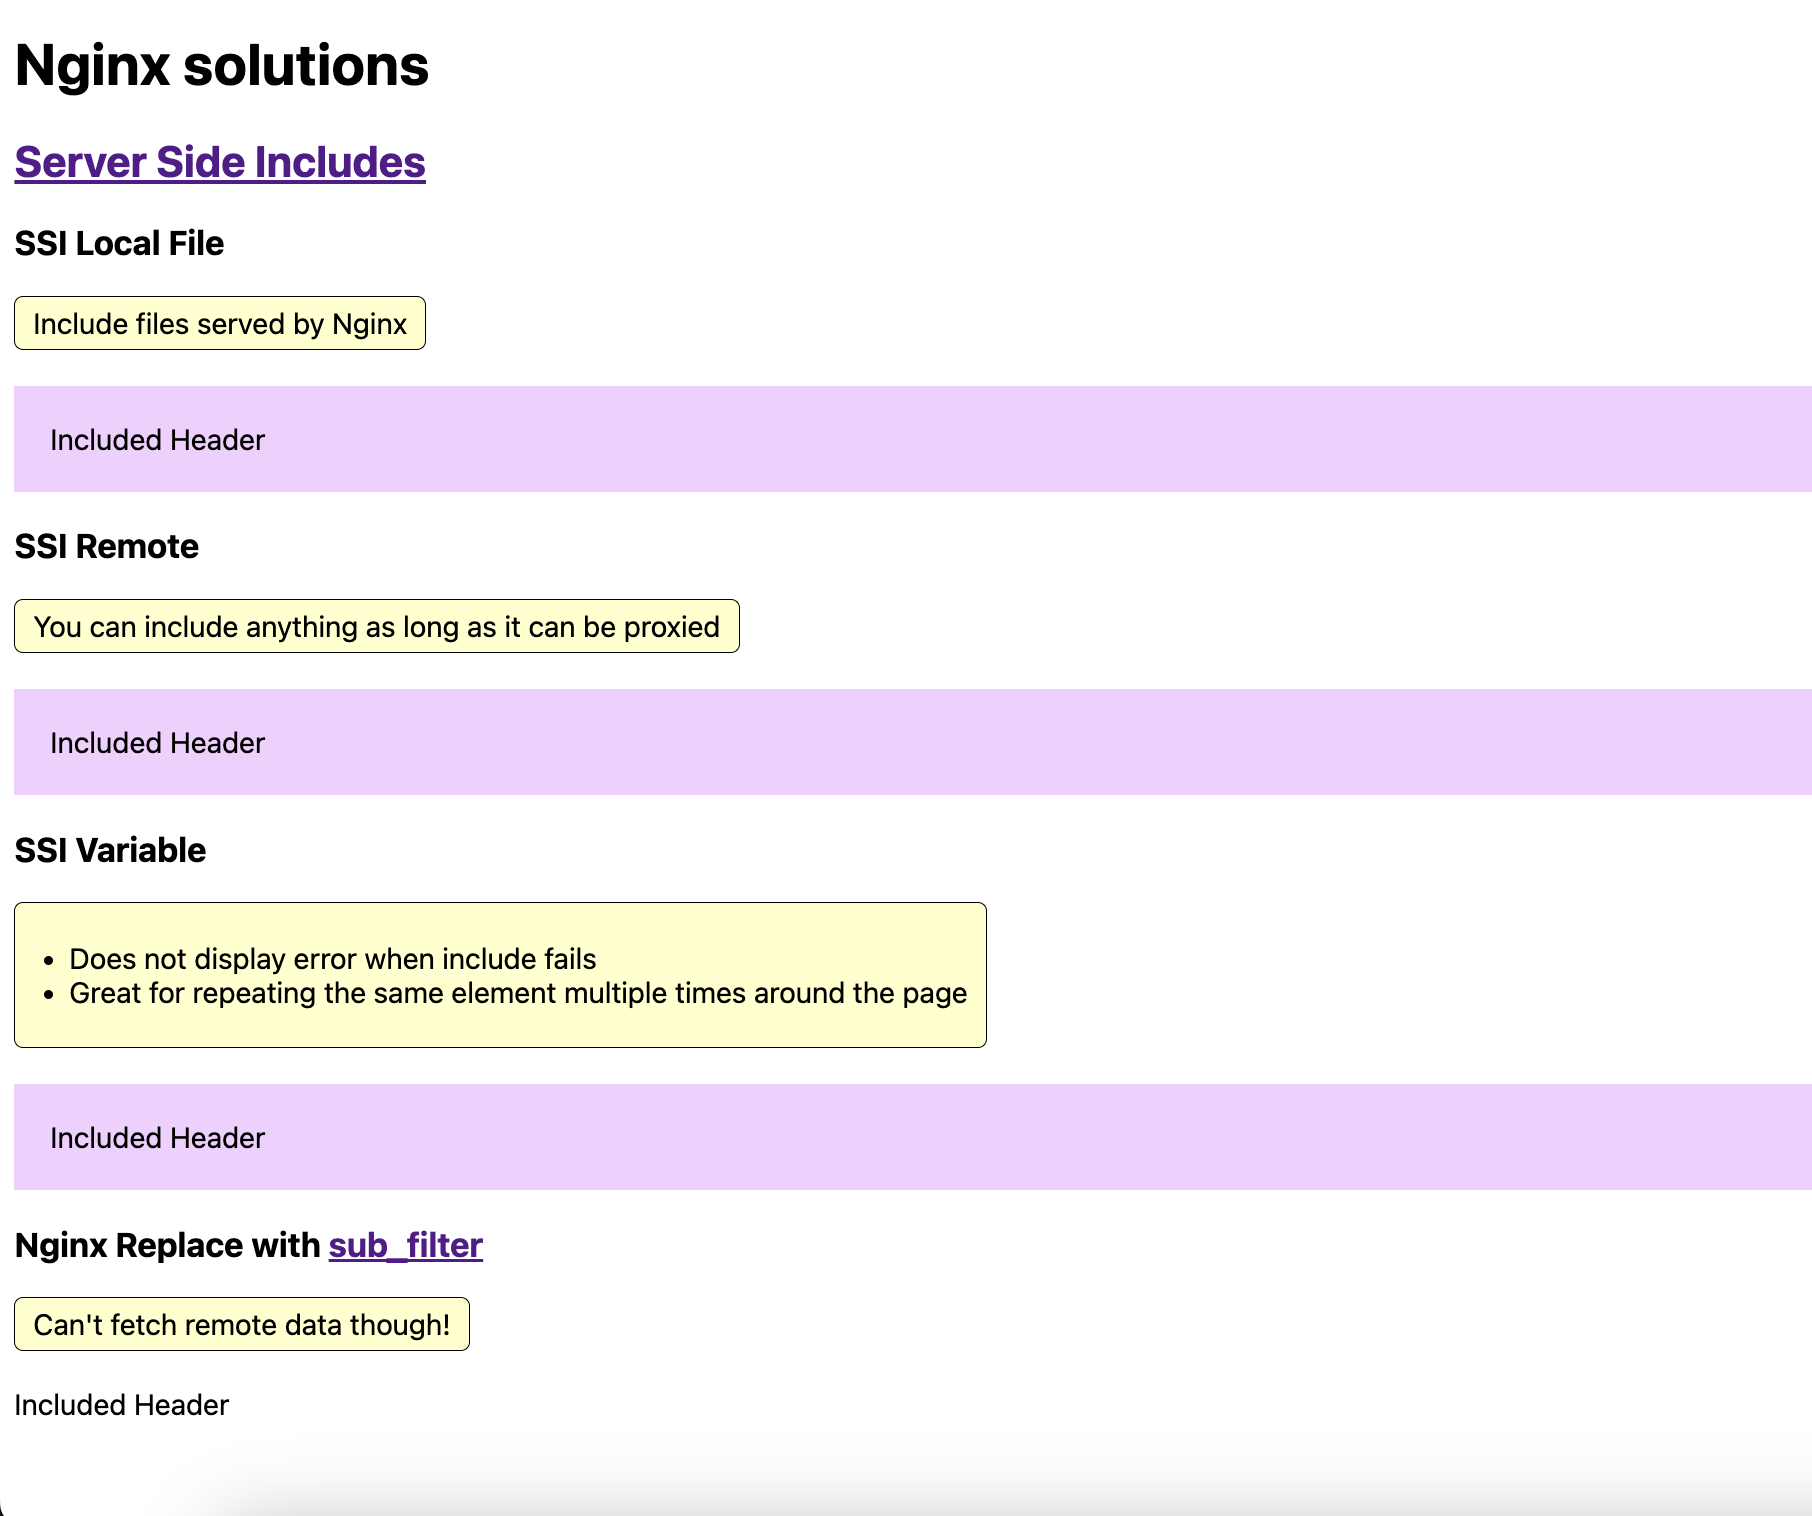 Nginx solutions
Server Side Includes
SSI Local File
Include files served by Nginx
Included Header
SSI Remote
You can include anything as long as it can be proxied
Included Header
SSI Variable
• Does not display error when include fails
• Great for repeating the same element multiple times around the page
Included Header
Nginx Replace with sub_filter
Can't fetch remote data though!
Included Header